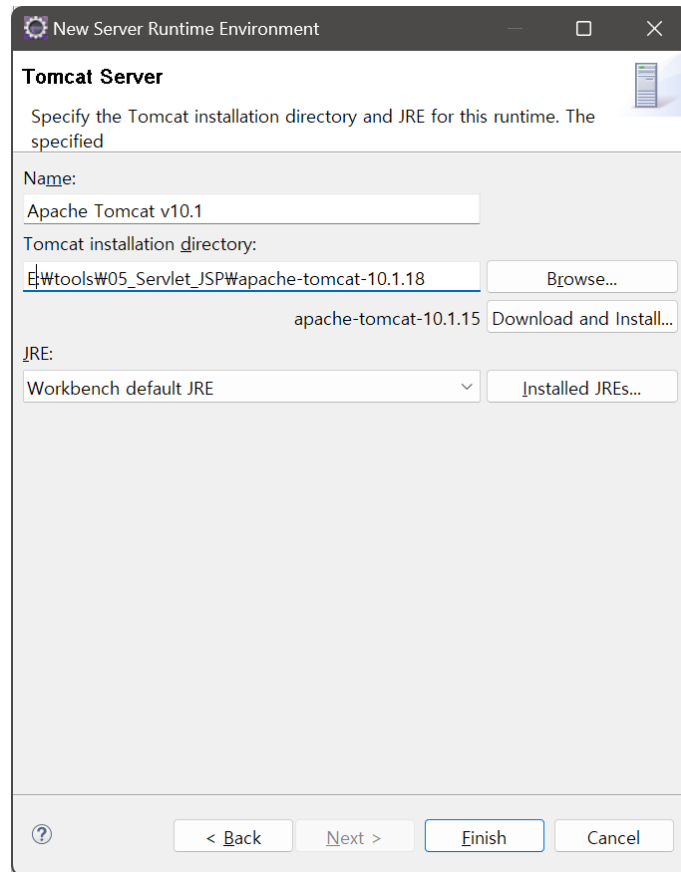 New Server Runtime Environment
Tomcat Server
Specify the Tomcat installation directory and JRE for this runtime. The
specified
Name:
Apache Tomcat v10.1
Tomcat installation directory:
E:₩tools₩05_Servlet_JSP₩apache-tomcat-10.1.18
Browse...
apache-tomcat-10.1.15 Download and Install...
JRE:
Workbench default JRE
Installed JREs...
< Back Next > Finish Cancel